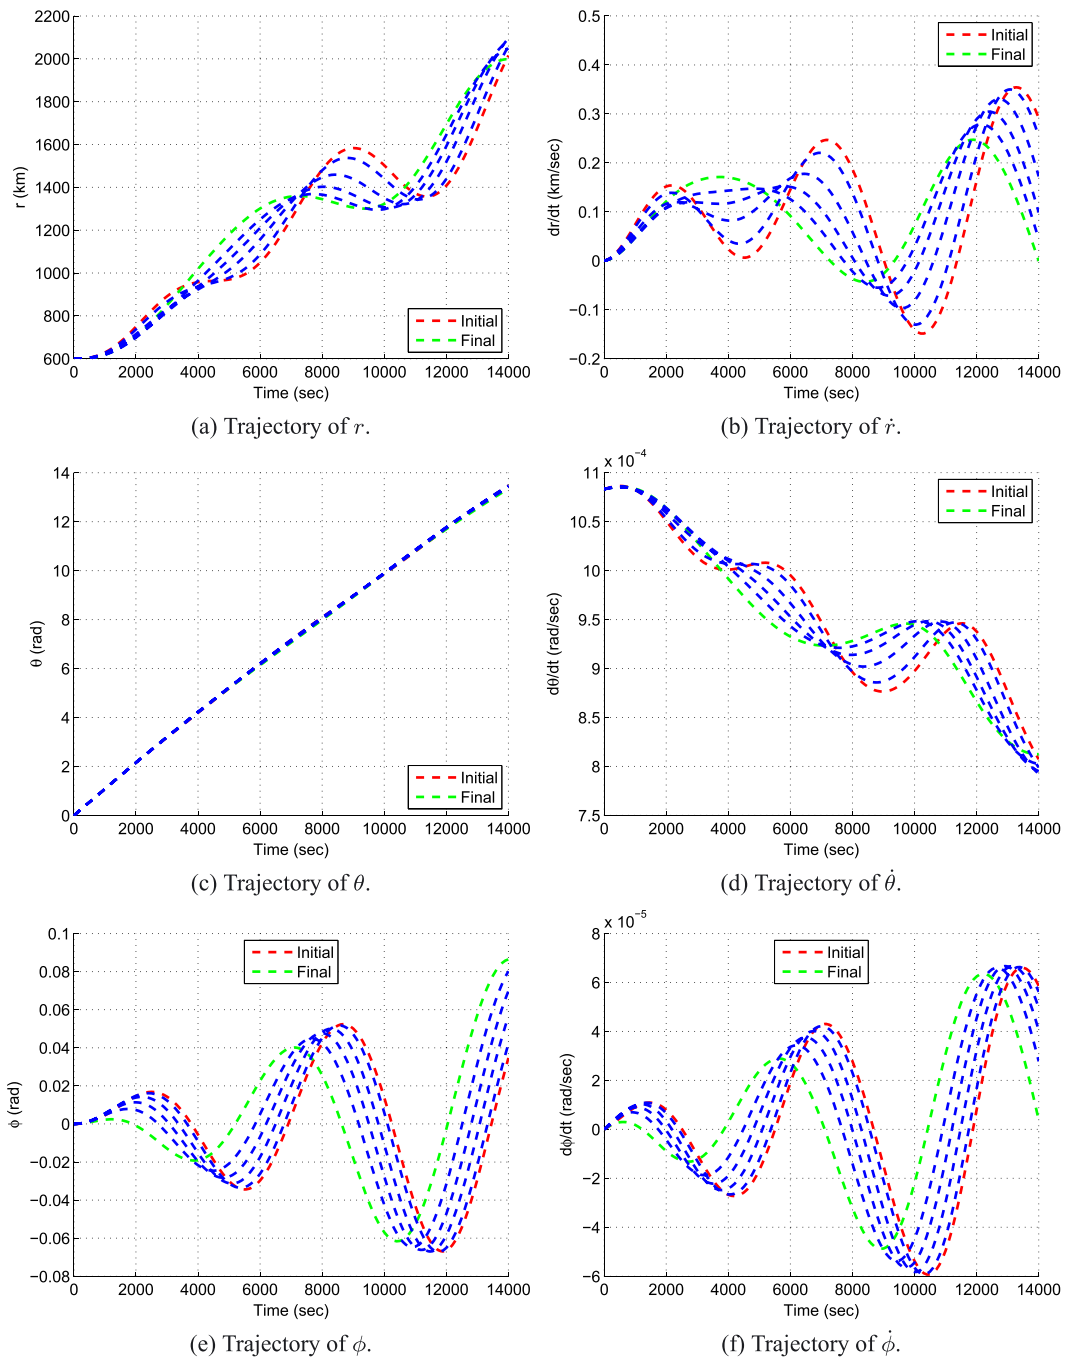 2200
2000
1800
1600
1400
1200
1000
800
600
r (km)
0 2000 4000 6000 8000 10000 12000 14000
Time (sec)
Initial
Final
(a) Trajectory of r.
0.5
0.4
0.3
0.2
0.1
0
−0.1
−0.2
dr/dt (km/sec)
0 2000 4000 6000 8000 10000 12000 14000
Time (sec)
Initial
Final
(b) Trajectory of ṙ.
14
12
10
8
6
4
2
0
θ (rad)
0 2000 4000 6000 8000 10000 12000 14000
Time (sec)
Initial
Final
(c) Trajectory of θ.
x 10⁻⁴
11
10.5
10
9.5
9
8.5
8
7.5
dθ/dt (rad/sec)
0 2000 4000 6000 8000 10000 12000 14000
Time (sec)
Initial
Final
(d) Trajectory of θ̇.
0.1
0.08
0.06
0.04
0.02
0
−0.02
−0.04
−0.06
−0.08
ϕ (rad)
0 2000 4000 6000 8000 10000 12000 14000
Time (sec)
Initial
Final
(e) Trajectory of ϕ.
x 10⁻⁵
8
6
4
2
0
−2
−4
−6
dϕ/dt (rad/sec)
0 2000 4000 6000 8000 10000 12000 14000
Time (sec)
Initial
Final
(f) Trajectory of ϕ̇.